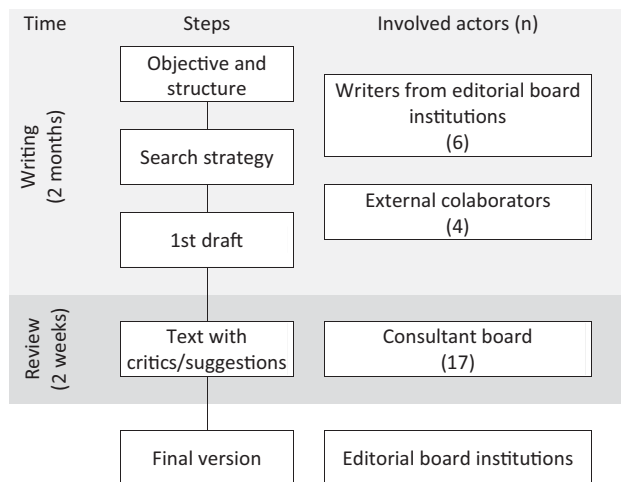 Time
Steps
Involved actors (n)
Writing
(2 months)
Objective and
structure
Search strategy
1st draft
Writers from editorial board
institutions
(6)
External colaborators
(4)
Review
(2 weeks)
Text with
critics/suggestions
Consultant board
(17)
Final version
Editorial board institutions